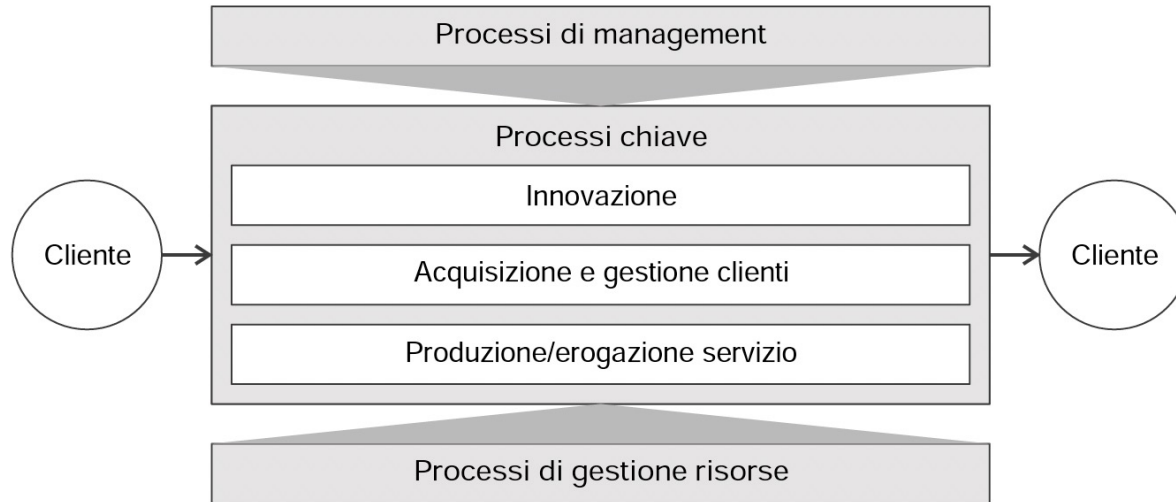 Processi di management
Processi chiave
Innovazione
Cliente
Acquisizione e gestione clienti
Cliente
Produzione/erogazione servizio
Processi di gestione risorse